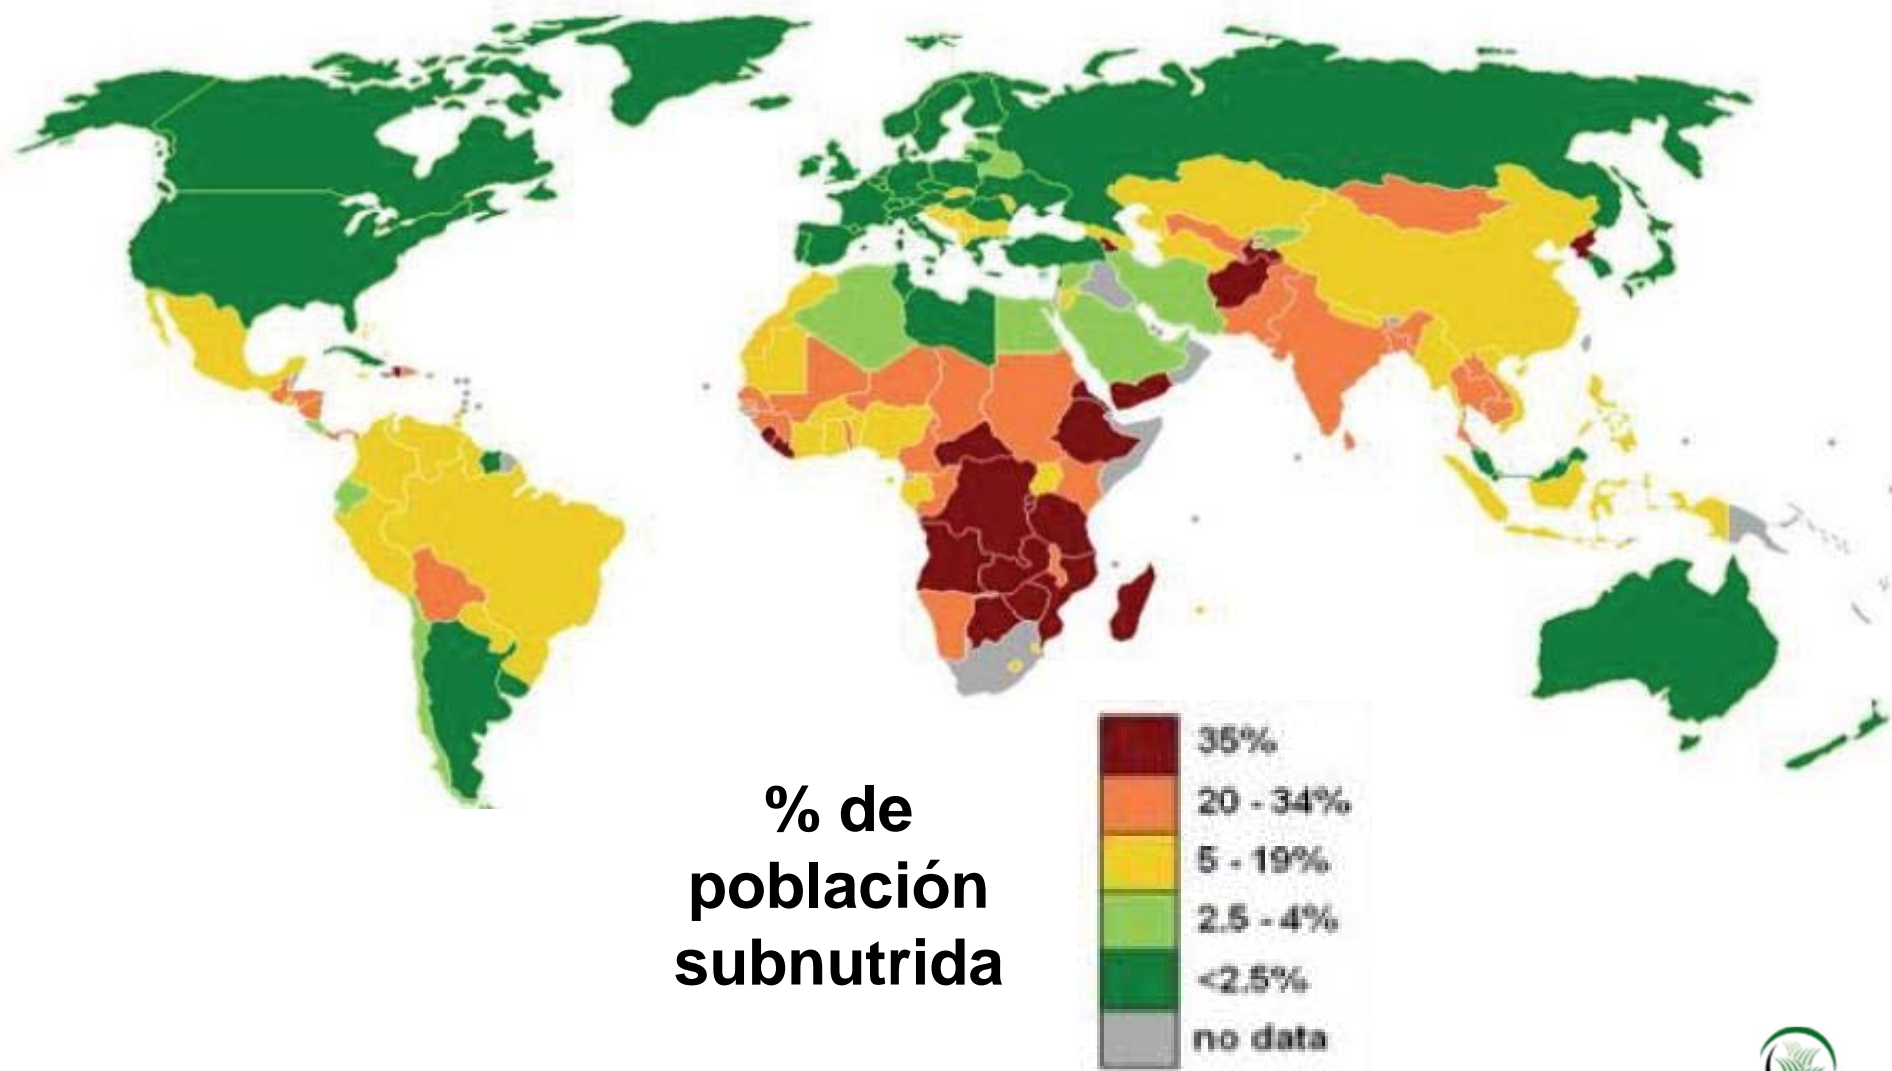 % de
población
subnutrida
35%
20 - 34%
5 - 19%
2.5 - 4%
<2.5%
no data